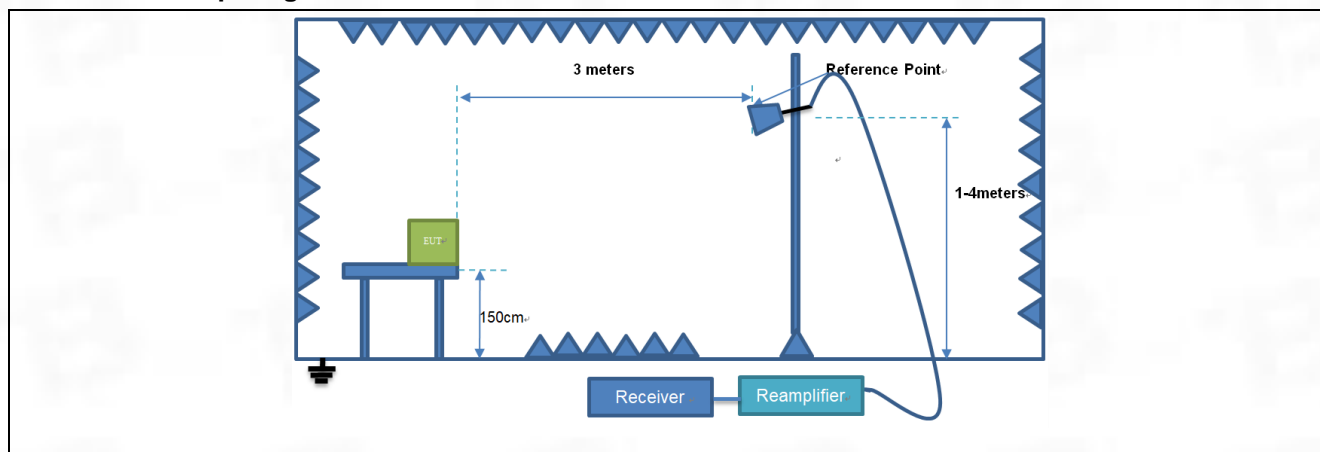 3 meters
Reference Point
1-4meters
EUT
150cm
Receiver
Reamplifier